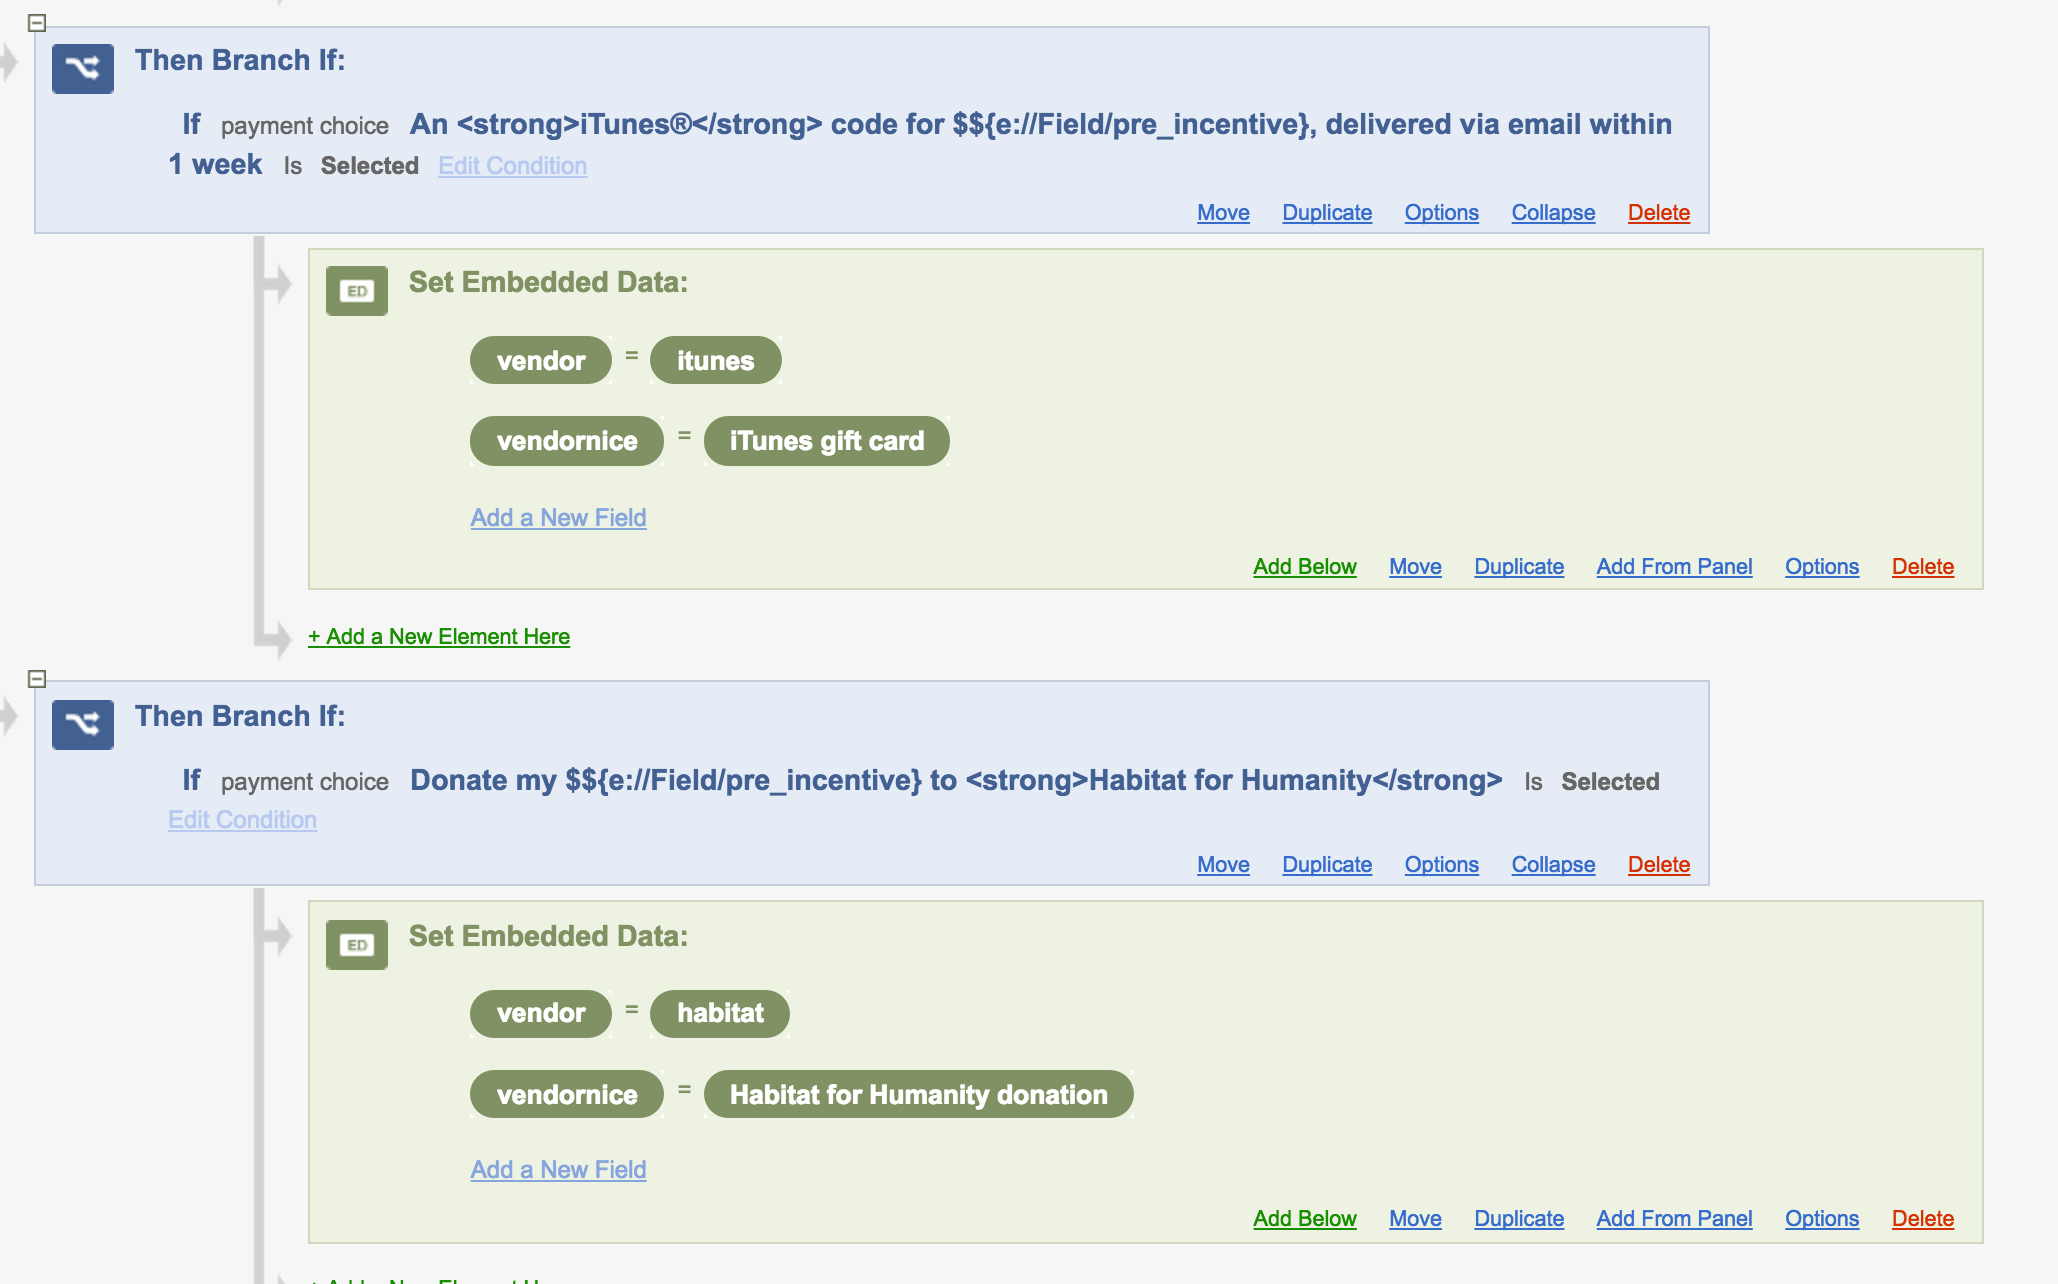 Then Branch If:
If payment choice An <strong>iTunes®</strong> code for $${e://Field/pre_incentive}, delivered via email within
1 week Is Selected Edit Condition
Move Duplicate Options Collapse Delete
ED Set Embedded Data:
vendor = itunes
vendornice = iTunes gift card
Add a New Field
Add Below Move Duplicate Add From Panel Options Delete
+ Add a New Element Here
Then Branch If:
If payment choice Donate my $${e://Field/pre_incentive} to <strong>Habitat for Humanity</strong> Is Selected
Edit Condition
Move Duplicate Options Collapse Delete
ED Set Embedded Data:
vendor = habitat
vendornice = Habitat for Humanity donation
Add a New Field
Add Below Move Duplicate Add From Panel Options Delete